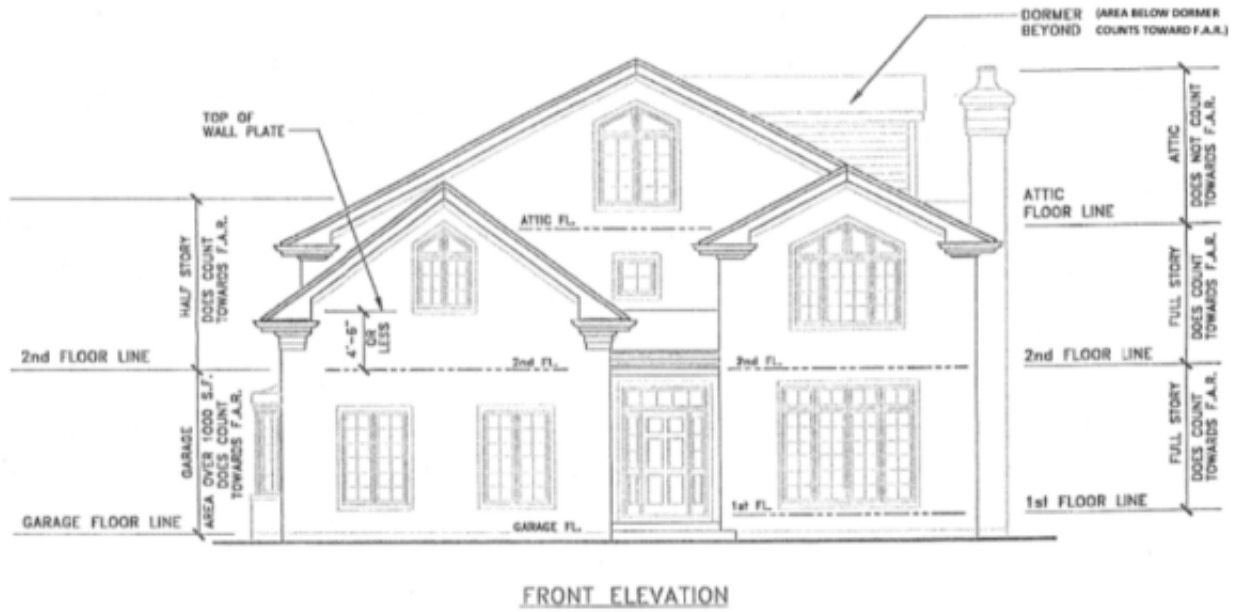 DORMER (AREA BELOW DORMER
BEYOND COUNTS TOWARD F.A.R.)
TOP OF
WALL PLATE
ATTIC
DOES NOT COUNT
TOWARDS F.A.R.
ATTIC
FLOOR LINE
ATTIC FL.
HALF STORY
DOES COUNT
TOWARDS F.A.R.
FULL STORY
DOES COUNT
TOWARDS F.A.R.
4'-6"
OR
LESS
2nd FLOOR LINE
2nd FL.
2nd FL.
2nd FLOOR LINE
GARAGE
AREA OVER 1000 S.F.
DOES COUNT
TOWARDS F.A.R.
FULL STORY
DOES COUNT
TOWARDS F.A.R.
GARAGE FLOOR LINE
GARAGE FL.
1st FL.
1st FLOOR LINE
FRONT ELEVATION